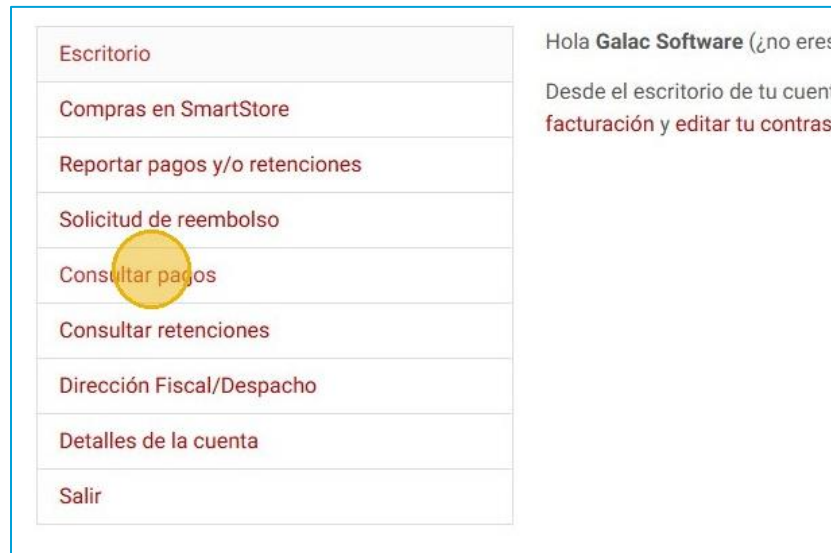 Escritorio
Compras en SmartStore
Reportar pagos y/o retenciones
Solicitud de reembolso
Consultar pagos
Consultar retenciones
Dirección Fiscal/Despacho
Detalles de la cuenta
Salir
Hola Galac Software (¿no eres
Desde el escritorio de tu cuent
facturación y editar tu contras